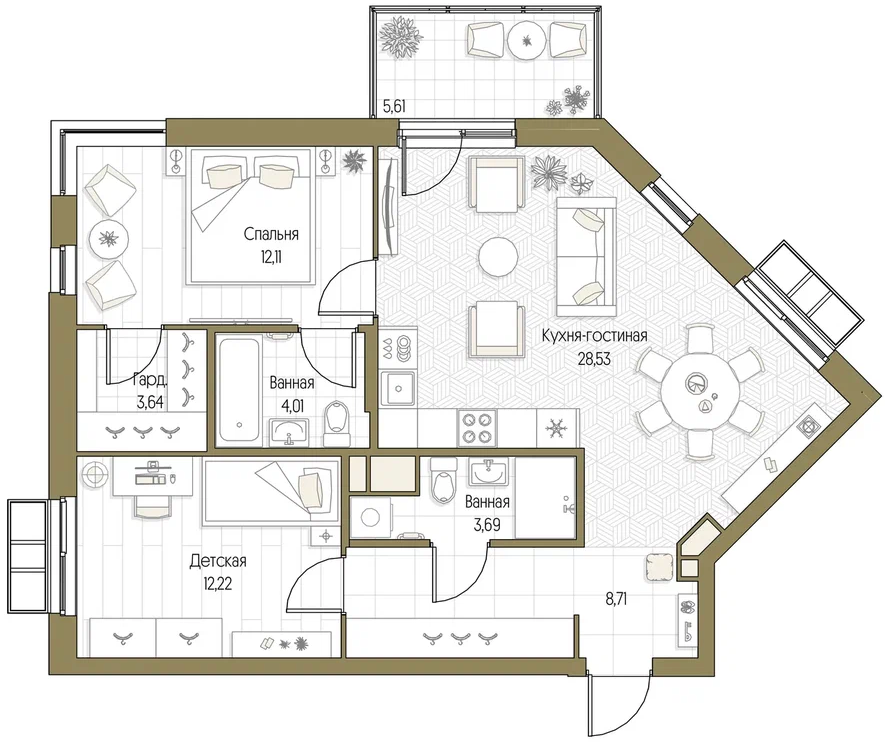 5,61
Спальня
12,11
Кухня-гостиная
28,53
Гард.
3,64
Ванная
4,01
Ванная
3,69
Детская
12,22
8,71